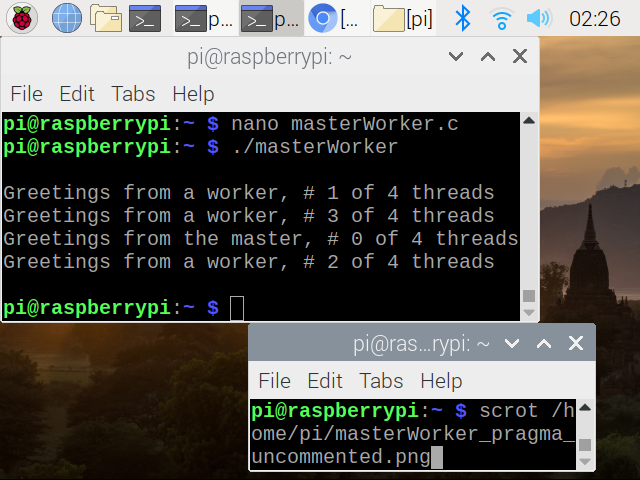 p... p... [... [pi] 02:26
pi@raspberrypi: ~
File Edit Tabs Help
pi@raspberrypi:~ $ nano masterWorker.c
pi@raspberrypi:~ $ ./masterWorker
Greetings from a worker, # 1 of 4 threads
Greetings from a worker, # 3 of 4 threads
Greetings from the master, # 0 of 4 threads
Greetings from a worker, # 2 of 4 threads
pi@raspberrypi:~ $
pi@ras...rypi: ~
File Edit Tabs Help
pi@raspberrypi:~ $ scrot /h
ome/pi/masterWorker_pragma_
uncommented.png